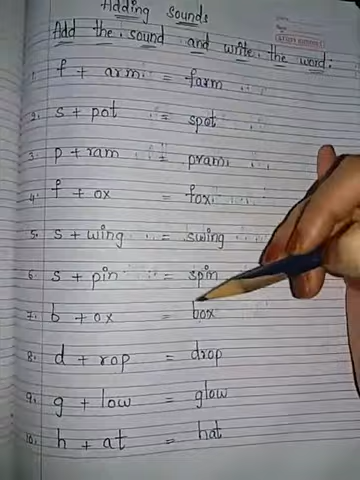 Adding Sounds
Add the sound and write the word:
1. f + arm = farm
2. s + pot = spot
3. p + ram = pram
4. f + ox = fox
5. s + wing = swing
6. s + pin = spin
7. b + ox = box
8. d + rop = drop
9. g + low = glow
10. h + at = hat